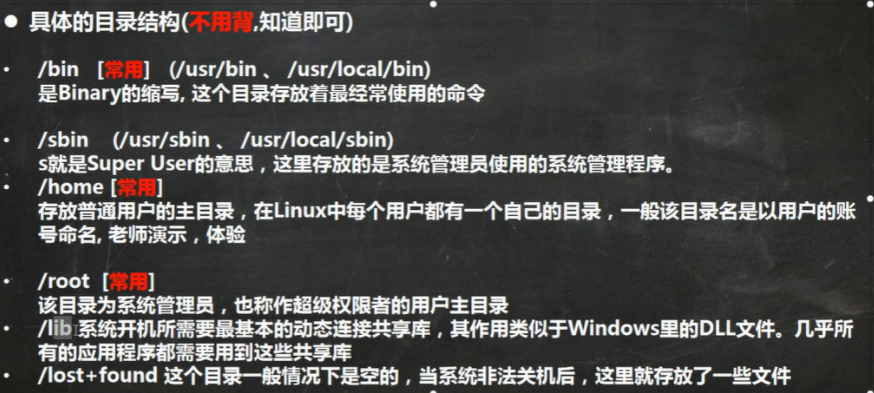 ● 具体的目录结构(不用背,知道即可)
• /bin [常用] (/usr/bin 、 /usr/local/bin)
是Binary的缩写, 这个目录存放着最经常使用的命令
• /sbin (/usr/sbin 、 /usr/local/sbin)
s就是Super User的意思，这里存放的是系统管理员使用的系统管理程序。
• /home [常用]
存放普通用户的主目录，在Linux中每个用户都有一个自己的目录，一般该目录名是以用户的账
号命名, 老师演示，体验
• /root [常用]
该目录为系统管理员，也称作超级权限者的用户主目录
• /lib 系统开机所需要最基本的动态连接共享库，其作用类似于Windows里的DLL文件。几乎所
有的应用程序都需要用到这些共享库
• /lost+found 这个目录一般情况下是空的，当系统非法关机后，这里就存放了一些文件